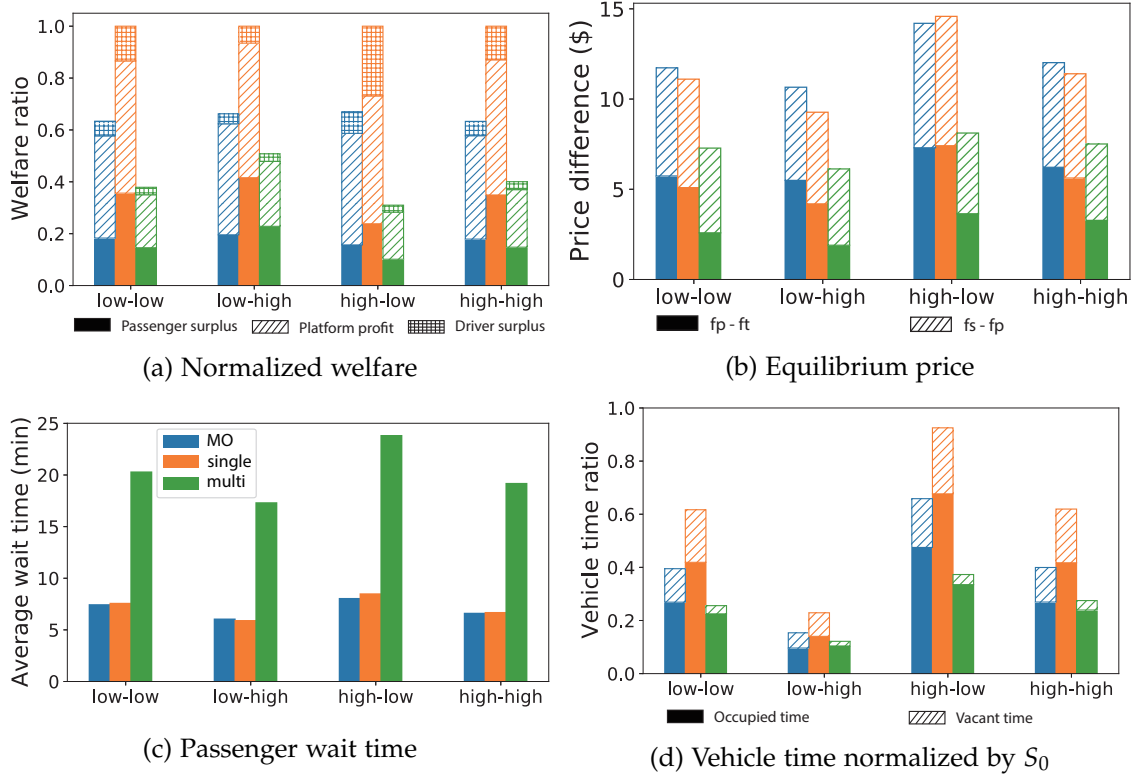 Welfare ratio
1.0
0.8
0.6
0.4
0.2
0.0
low-low low-high high-low high-high
Passenger surplus Platform profit Driver surplus
(a) Normalized welfare
Price difference ($)
15
10
5
0
low-low low-high high-low high-high
fp - ft fs - fp
(b) Equilibrium price
Average wait time (min)
25
20
15
10
5
0
MO
single
multi
low-low low-high high-low high-high
(c) Passenger wait time
Vehicle time ratio
1.0
0.8
0.6
0.4
0.2
0.0
low-low low-high high-low high-high
Occupied time Vacant time
(d) Vehicle time normalized by S₀